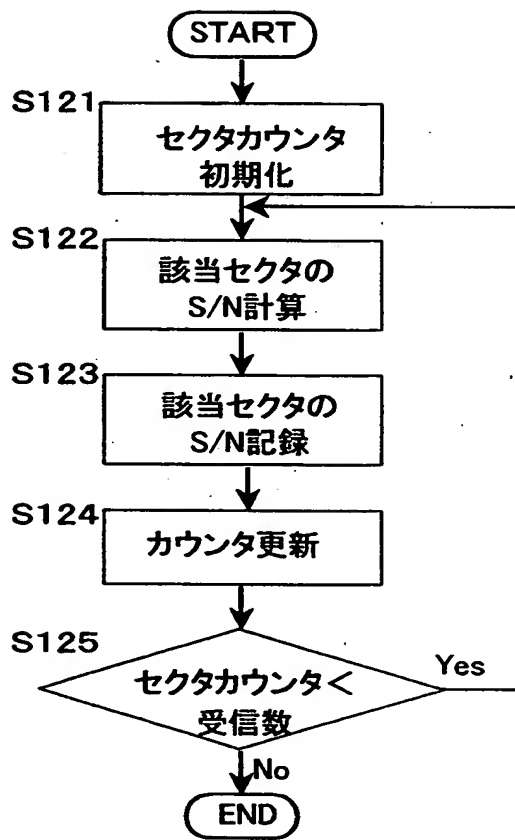 START
S121
セクタカウンタ
初期化
S122
該当セクタの
S/N計算
S123
該当セクタの
S/N記録
S124
カウンタ更新
S125
セクタカウンタ<
受信数
Yes
No
END